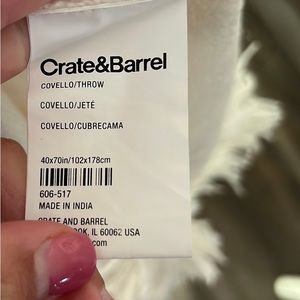 Crate&Barrel
COVELLO/THROW
COVELLO/JETÉ
COVELLO/CUBRECAMA
40x70in/102x178cm
606-517
MADE IN INDIA
CRATE AND BARREL
IL 60062 USA
.com